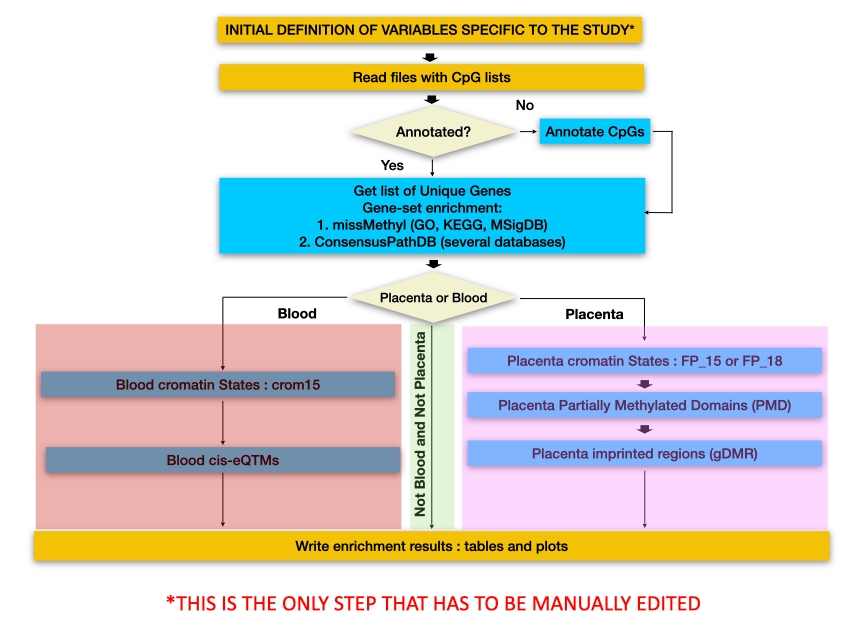 INITIAL DEFINITION OF VARIABLES SPECIFIC TO THE STUDY*
Read files with CpG lists
No
Annotated?
Annotate CpGs
Yes
Get list of Unique Genes
Gene-set enrichment:
1. missMethyl (GO, KEGG, MSigDB)
2. ConsensusPathDB (several databases)
Placenta or Blood
Blood
Placenta
Blood cromatin States : crom15
Blood cis-eQTMs
Not Blood and Not Placenta
Placenta cromatin States : FP_15 or FP_18
Placenta Partially Methylated Domains (PMD)
Placenta imprinted regions (gDMR)
Write enrichment results : tables and plots
*THIS IS THE ONLY STEP THAT HAS TO BE MANUALLY EDITED